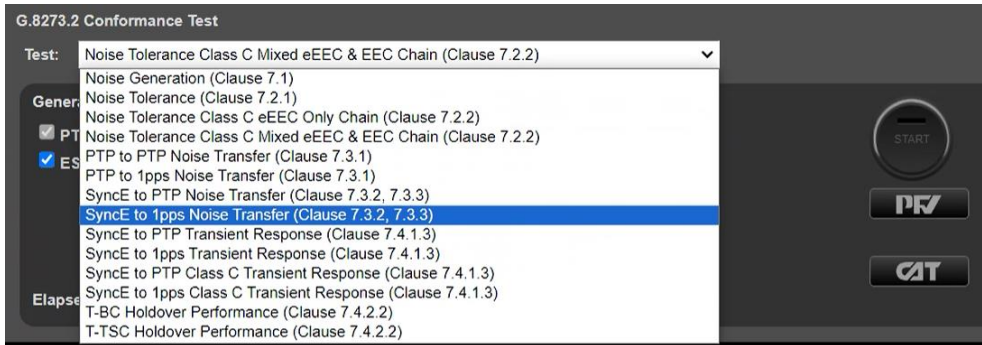 G.8273.2 Conformance Test
Test: Noise Tolerance Class C Mixed eEEC & EEC Chain (Clause 7.2.2)
Noise Generation (Clause 7.1)
Noise Tolerance (Clause 7.2.1)
Noise Tolerance Class C eEEC Only Chain (Clause 7.2.2)
Noise Tolerance Class C Mixed eEEC & EEC Chain (Clause 7.2.2)
PTP to PTP Noise Transfer (Clause 7.3.1)
PTP to 1pps Noise Transfer (Clause 7.3.1)
SyncE to PTP Noise Transfer (Clause 7.3.2, 7.3.3)
SyncE to 1pps Noise Transfer (Clause 7.3.2, 7.3.3)
SyncE to PTP Transient Response (Clause 7.4.1.3)
SyncE to 1pps Transient Response (Clause 7.4.1.3)
SyncE to PTP Class C Transient Response (Clause 7.4.1.3)
SyncE to 1pps Class C Transient Response (Clause 7.4.1.3)
T-BC Holdover Performance (Clause 7.4.2.2)
T-TSC Holdover Performance (Clause 7.4.2.2)
Gener
PT
ES
Elapse
START
PFV
CAT